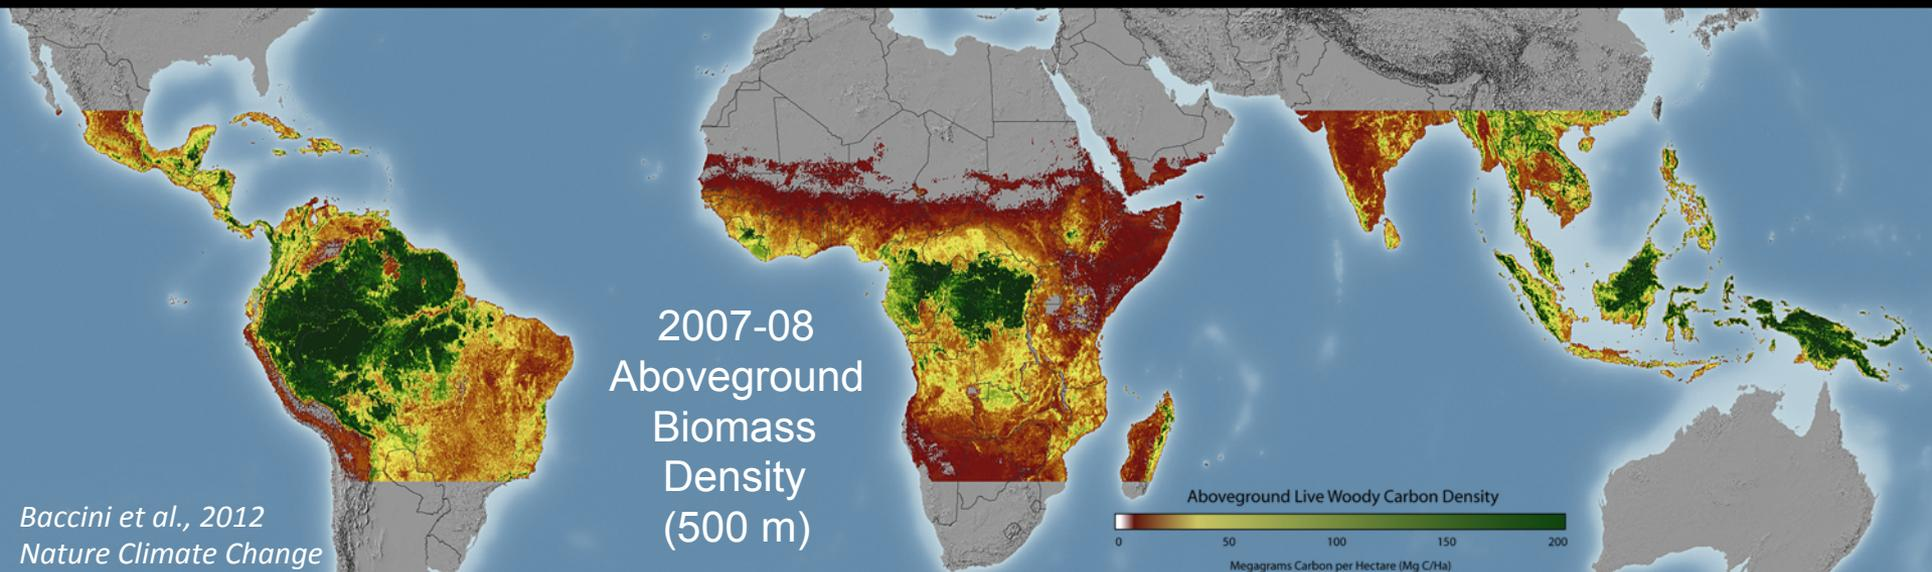 2007-08
Aboveground
Biomass
Density
(500 m)
Baccini et al., 2012
Nature Climate Change
Aboveground Live Woody Carbon Density
0 50 100 150 200
Megagrams Carbon per Hectare (Mg C/Ha)